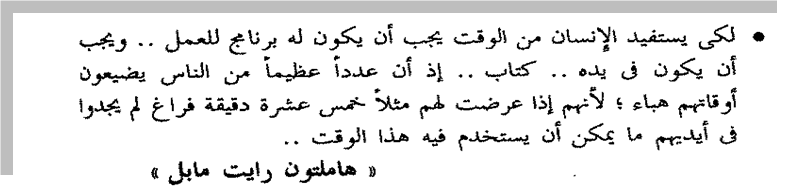 • لكى يستفيد الإنسان من الوقت يجب أن يكون له برنامج للعمل .. ويجب
أن يكون فى يده .. كتاب .. إذ أن عدداً عظيماً من الناس يضيعون
أوقاتهم هباء ؛ لأنهم إذا عرضت لهم مثلاً خمس عشرة دقيقة فراغ لم يجدوا
فى أيديهم ما يمكن أن يستخدم فيه هذا الوقت ..
« هاملتون رايت مابل »